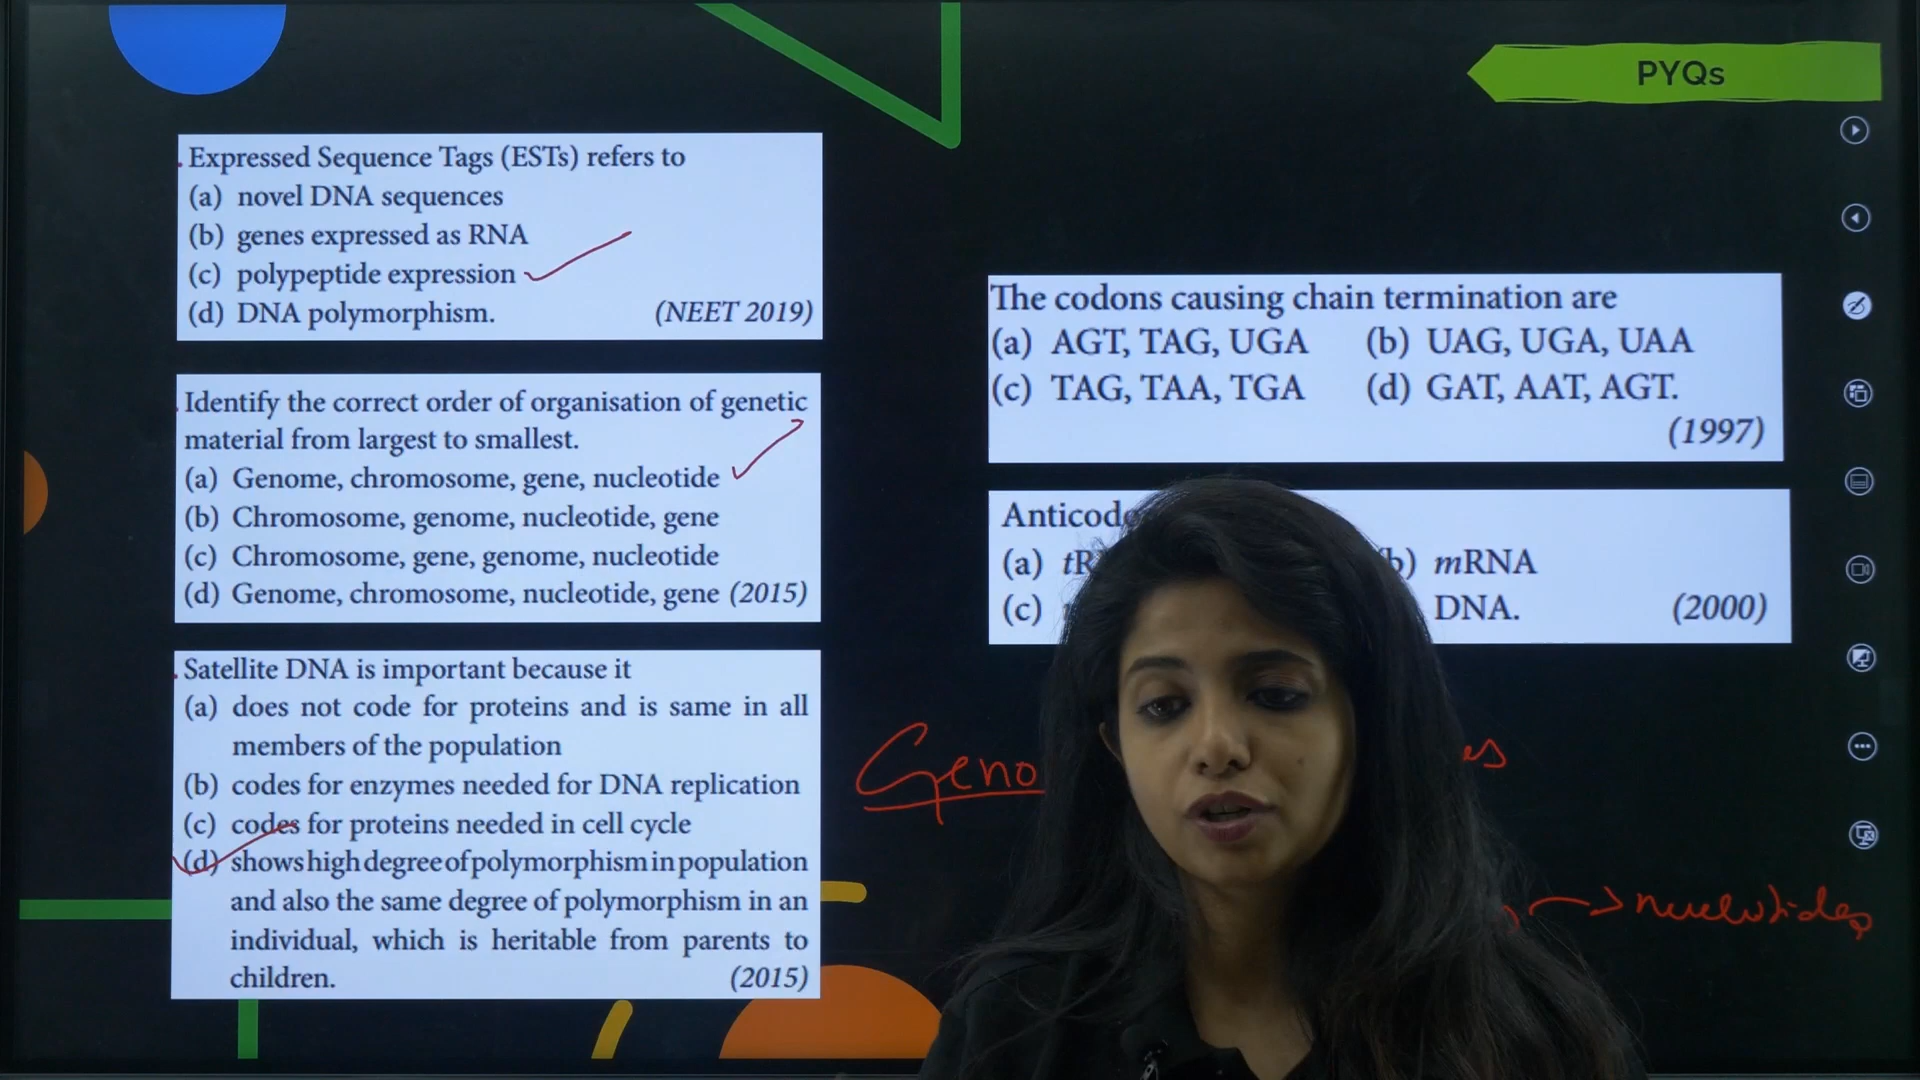 PYQs
Expressed Sequence Tags (ESTs) refers to
(a) novel DNA sequences
(b) genes expressed as RNA
(c) polypeptide expression
(d) DNA polymorphism. (NEET 2019)
Identify the correct order of organisation of genetic
material from largest to smallest.
(a) Genome, chromosome, gene, nucleotide
(b) Chromosome, genome, nucleotide, gene
(c) Chromosome, gene, genome, nucleotide
(d) Genome, chromosome, nucleotide, gene (2015)
Satellite DNA is important because it
(a) does not code for proteins and is same in all
members of the population
(b) codes for enzymes needed for DNA replication
(c) codes for proteins needed in cell cycle
(d) shows high degree of polymorphism in population
and also the same degree of polymorphism in an
individual, which is heritable from parents to
children. (2015)
The codons causing chain termination are
(a) AGT, TAG, UGA (b) UAG, UGA, UAA
(c) TAG, TAA, TGA (d) GAT, AAT, AGT.
(1997)
(a) (b) mRNA
(c) DNA. (2000)
nucleotides